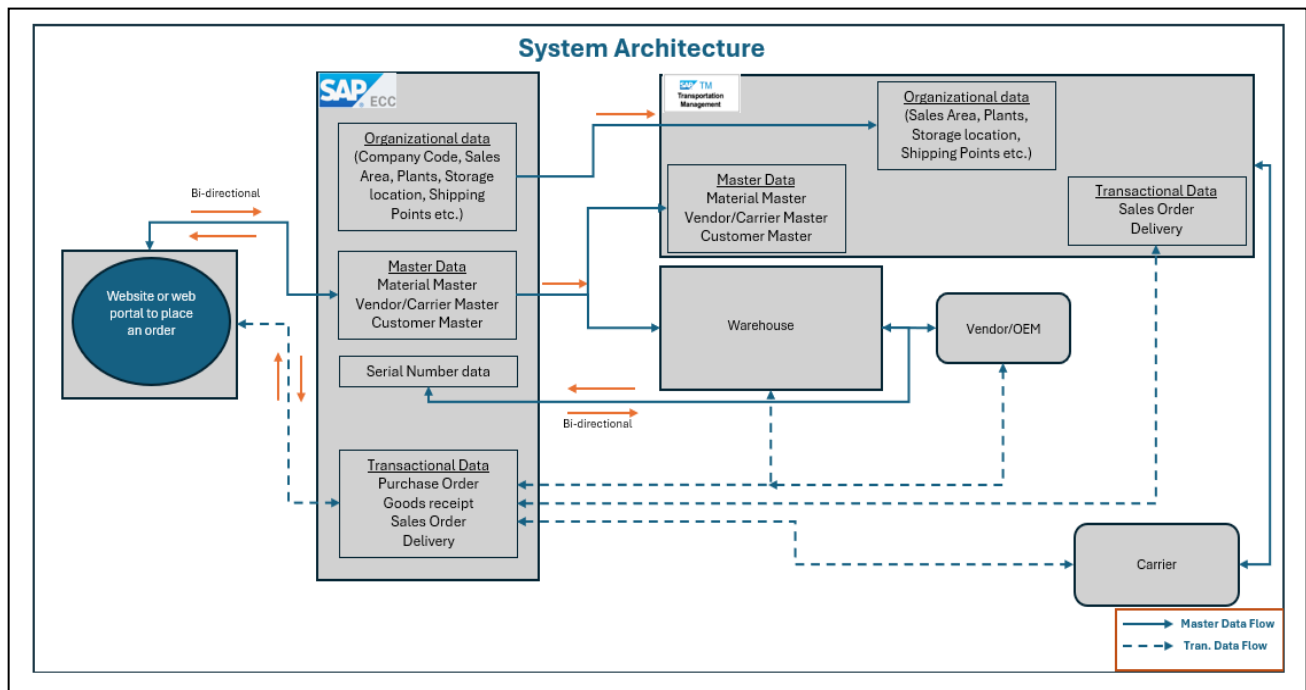 System Architecture
SAP ECC
Organizational data
(Company Code, Sales
Area, Plants, Storage
location, Shipping
Points etc.)
Master Data
Material Master
Vendor/Carrier Master
Customer Master
Serial Number data
Transactional Data
Purchase Order
Goods receipt
Sales Order
Delivery
Bi-directional
Website or web
portal to place
an order
SAP TM
Transportation
Management
Organizational data
(Sales Area, Plants,
Storage location,
Shipping Points etc.)
Master Data
Material Master
Vendor/Carrier Master
Customer Master
Transactional Data
Sales Order
Delivery
Warehouse
Vendor/OEM
Bi-directional
Carrier
Master Data Flow
Tran. Data Flow